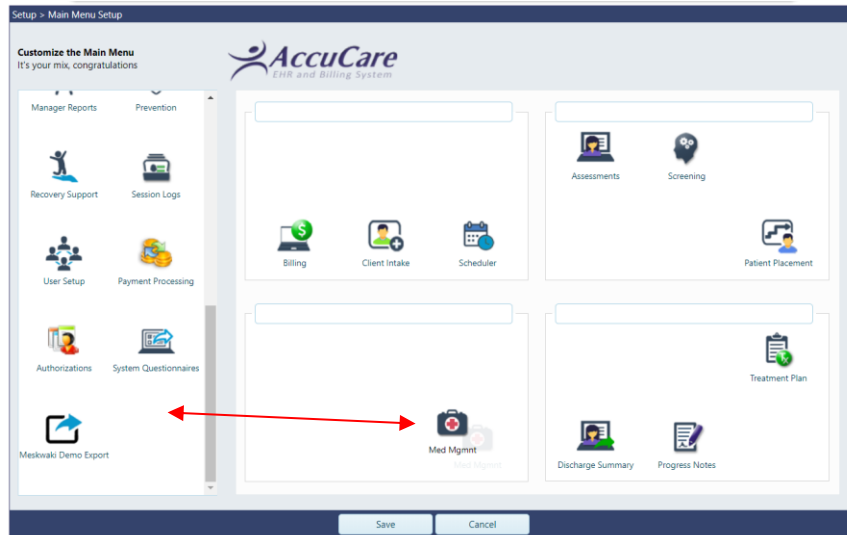 Setup > Main Menu Setup
Customize the Main Menu
It's your mix, congratulations
AccuCare
EHR and Billing System
Manager Reports
Prevention
Recovery Support
Session Logs
User Setup
Payment Processing
Authorizations
System Questionnaires
Meskwaki Demo Export
Billing
Client Intake
Scheduler
Assessments
Screening
Patient Placement
Med Mgmnt
Med Mgmnt
Treatment Plan
Discharge Summary
Progress Notes
Save
Cancel